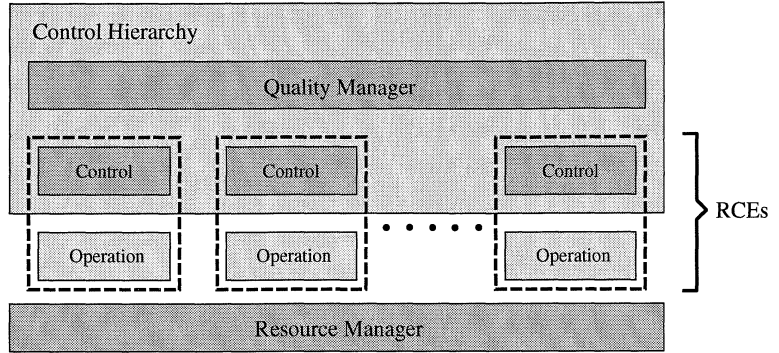 Control Hierarchy
Quality Manager
Control
Control
Control
RCEs
Operation
Operation
Operation
Resource Manager